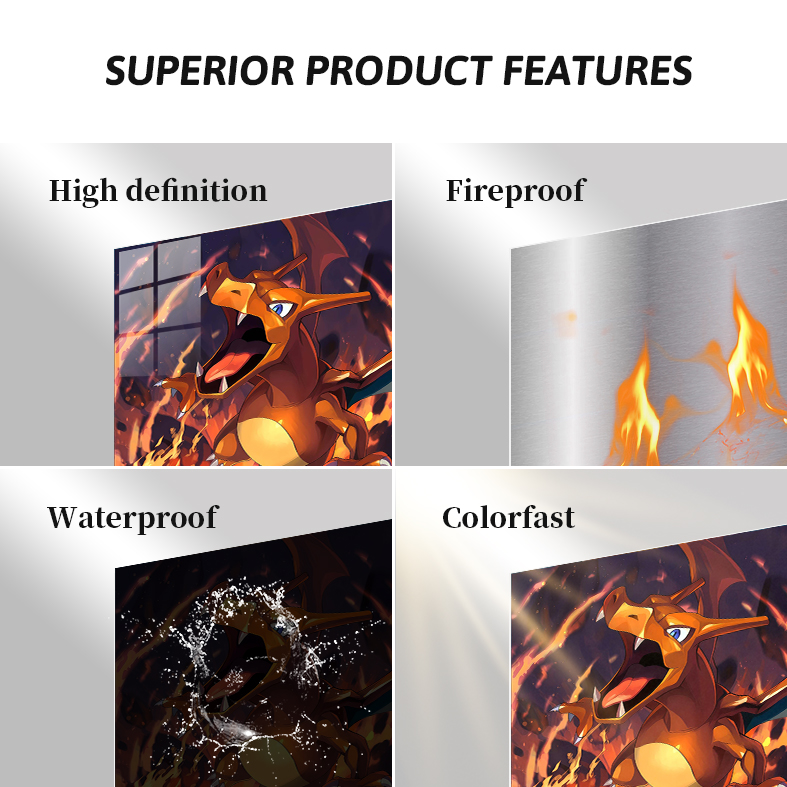 SUPERIOR PRODUCT FEATURES
High definition
Fireproof
Waterproof
Colorfast